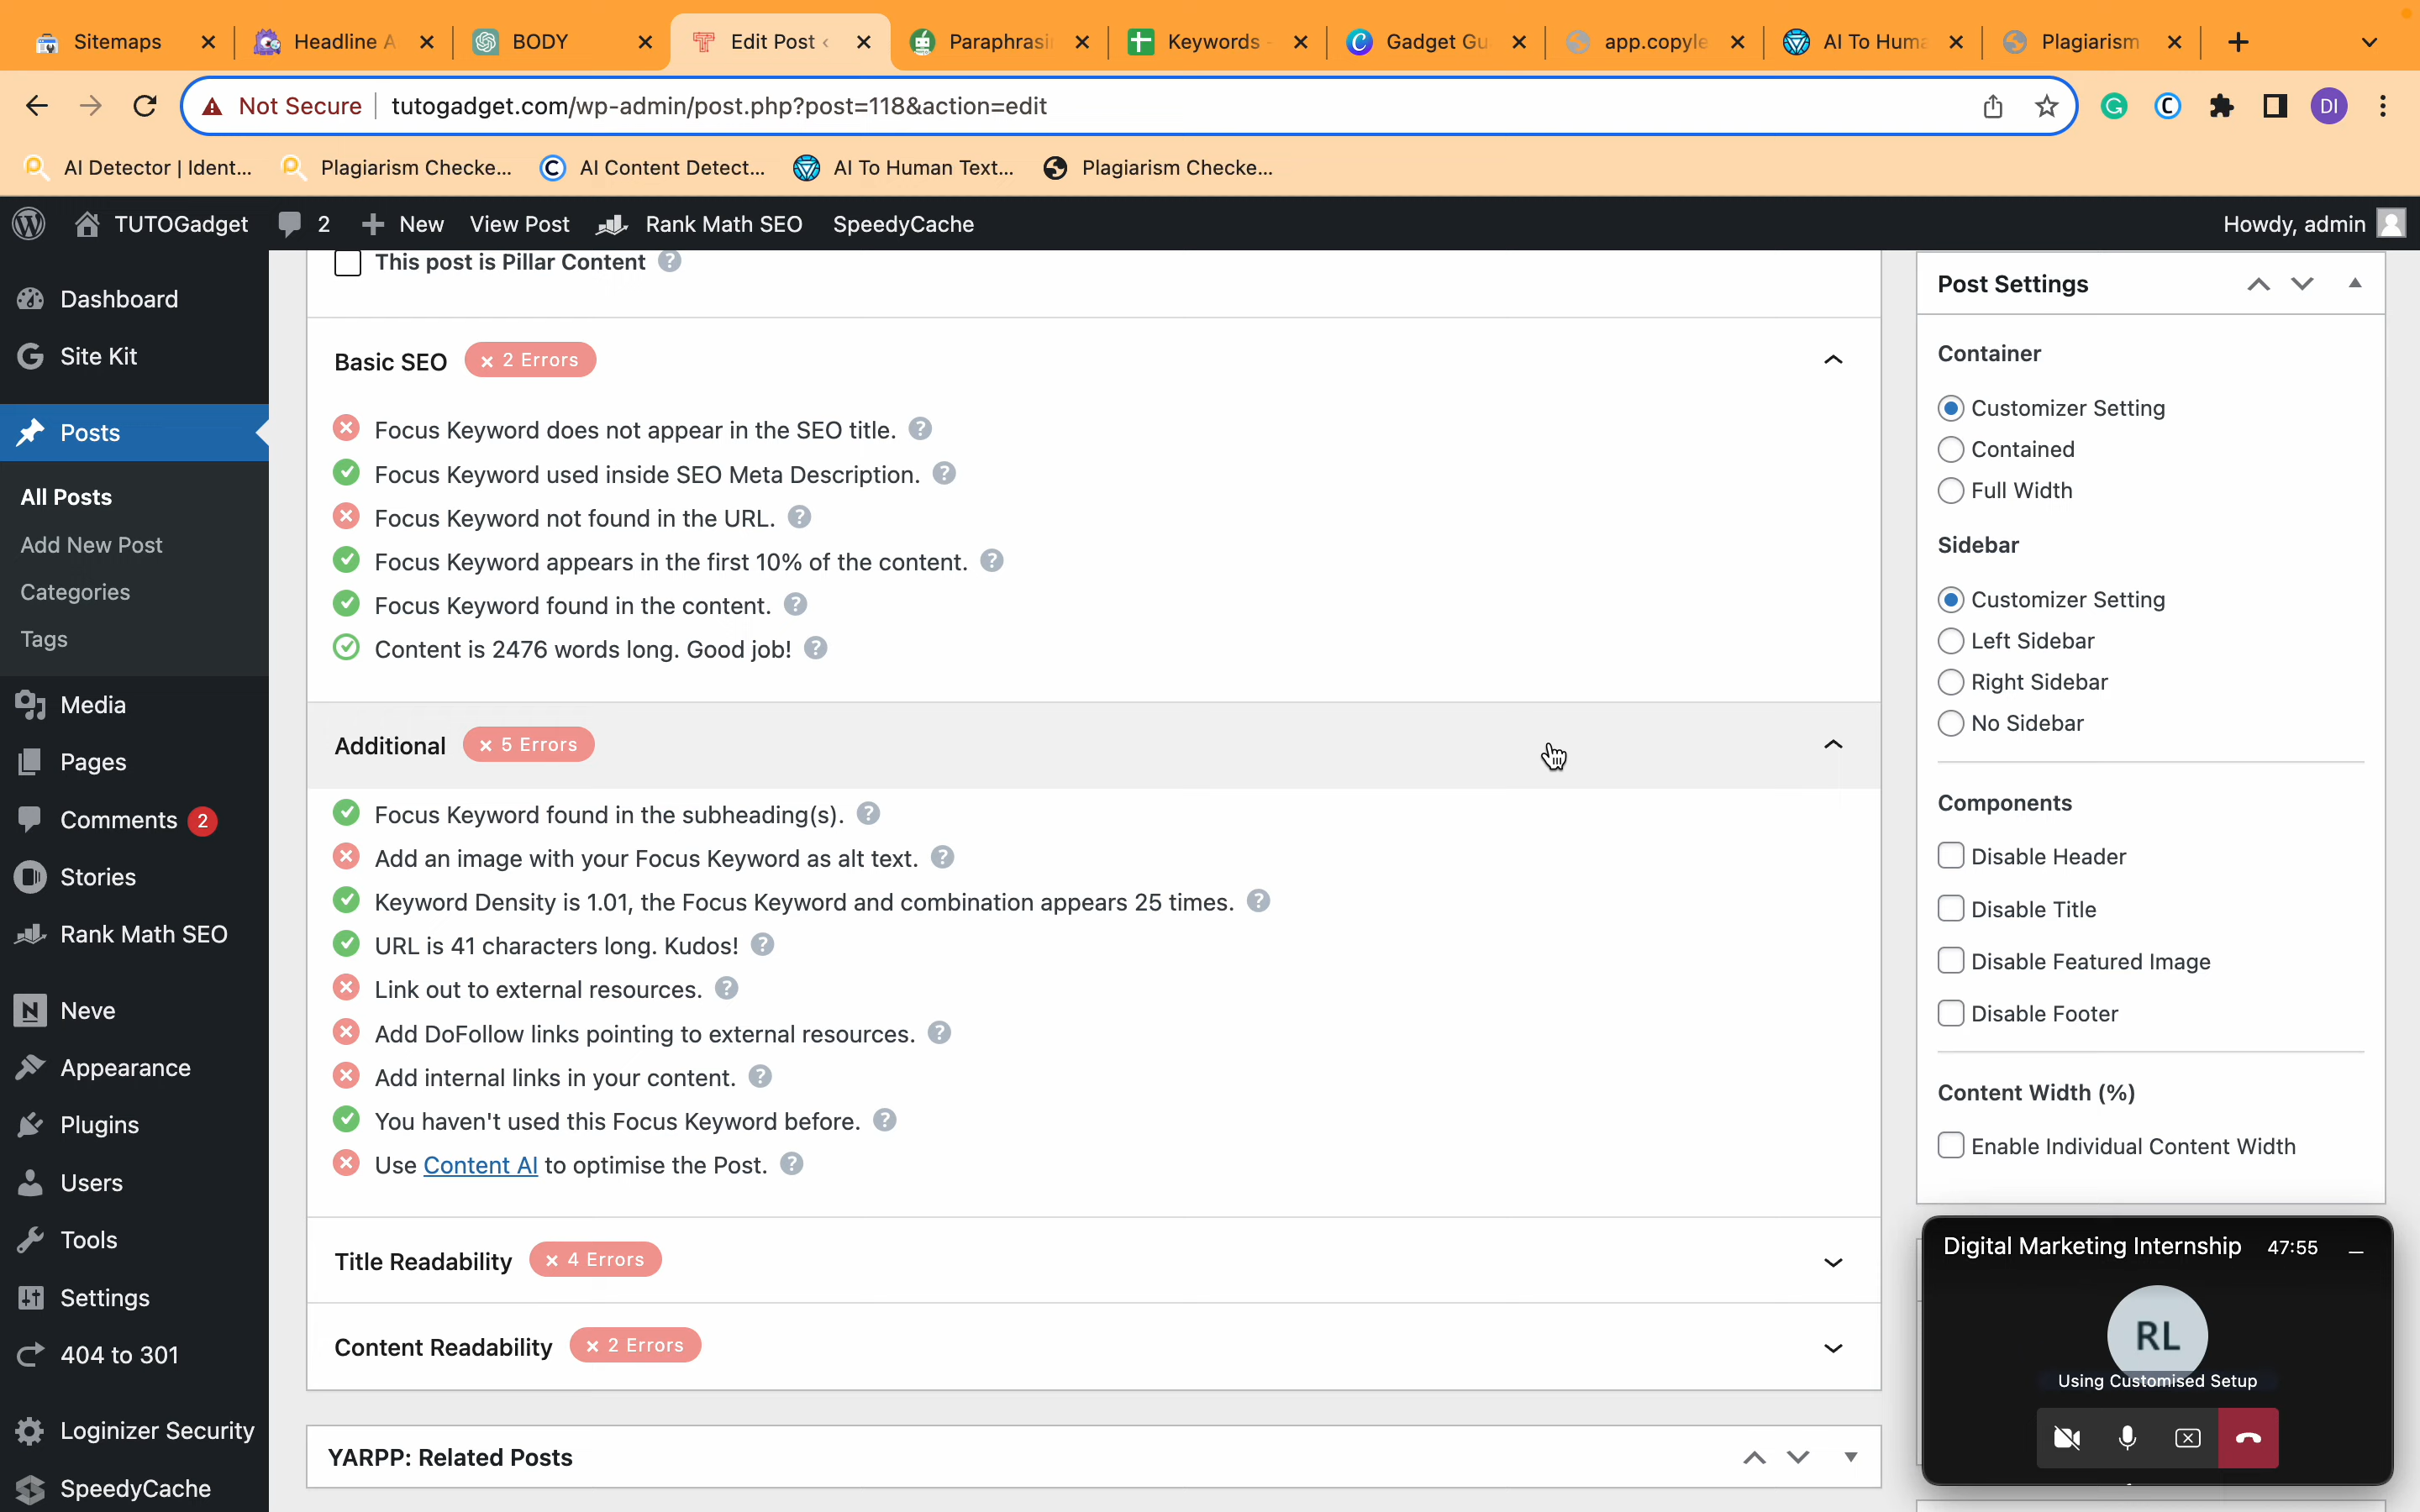 Sitemaps
Headline A
BODY
Edit Post ‹
Paraphrasi
Keywords -
Gadget Gu
app.copyle
AI To Huma
Plagiarism
Not Secure
tutogadget.com/wp-admin/post.php?post=118&action=edit
DI
AI Detector | Ident...
Plagiarism Checke...
AI Content Detect...
AI To Human Text...
Plagiarism Checke...
TUTOGadget
2
New
View Post
Rank Math SEO
SpeedyCache
Howdy, admin
Dashboard
Site Kit
Posts
All Posts
Add New Post
Categories
Tags
Media
Pages
Comments 2
Stories
Rank Math SEO
Neve
Appearance
Plugins
Users
Tools
Settings
404 to 301
Loginizer Security
SpeedyCache
This post is Pillar Content
Basic SEO
× 2 Errors
Focus Keyword does not appear in the SEO title.
Focus Keyword used inside SEO Meta Description.
Focus Keyword not found in the URL.
Focus Keyword appears in the first 10% of the content.
Focus Keyword found in the content.
Content is 2476 words long. Good job!
Additional
× 5 Errors
Focus Keyword found in the subheading(s).
Add an image with your Focus Keyword as alt text.
Keyword Density is 1.01, the Focus Keyword and combination appears 25 times.
URL is 41 characters long. Kudos!
Link out to external resources.
Add DoFollow links pointing to external resources.
Add internal links in your content.
You haven't used this Focus Keyword before.
Use Content AI to optimise the Post.
Title Readability
× 4 Errors
Content Readability
× 2 Errors
YARPP: Related Posts
Post Settings
Container
Customizer Setting
Contained
Full Width
Sidebar
Customizer Setting
Left Sidebar
Right Sidebar
No Sidebar
Components
Disable Header
Disable Title
Disable Featured Image
Disable Footer
Content Width (%)
Enable Individual Content Width
Digital Marketing Internship
47:55
RL
Using Customised Setup